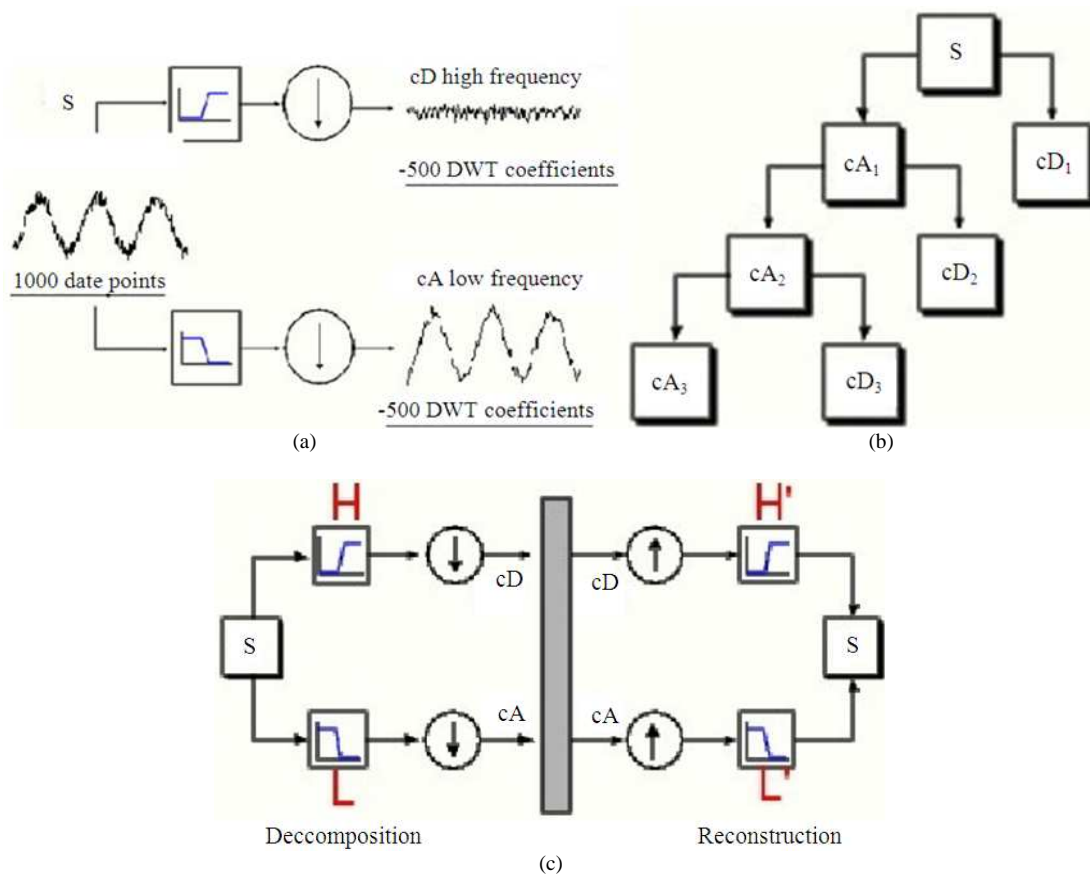 S
cD high frequency
-500 DWT coefficients
1000 date points
cA low frequency
-500 DWT coefficients
(a)
S
cA₁
cD₁
cA₂
cD₂
cA₃
cD₃
(b)
H
H'
cD
cD
S
S
cA
cA
L
L'
Deccomposition
Reconstruction
(c)